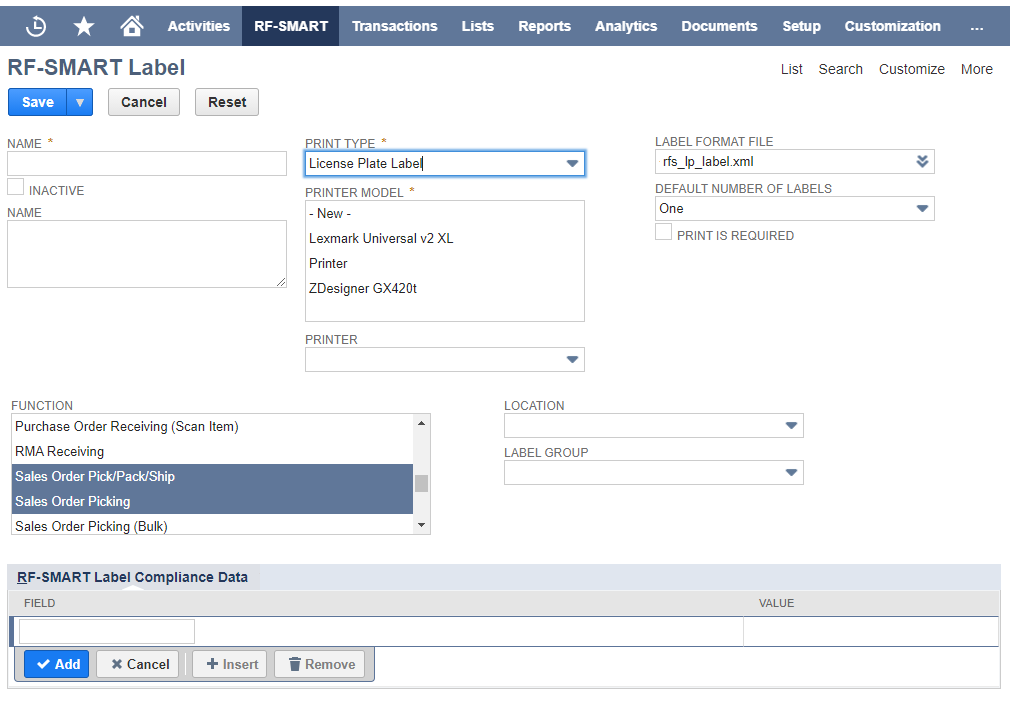 Activities RF-SMART Transactions Lists Reports Analytics Documents Setup Customization ...
RF-SMART Label
List Search Customize More
Save Cancel Reset
NAME *
INACTIVE
NAME
PRINT TYPE *
License Plate Label
PRINTER MODEL *
- New -
Lexmark Universal v2 XL
Printer
ZDesigner GX420t
PRINTER
LABEL FORMAT FILE
rfs_lp_label.xml
DEFAULT NUMBER OF LABELS
One
PRINT IS REQUIRED
FUNCTION
Purchase Order Receiving (Scan Item)
RMA Receiving
Sales Order Pick/Pack/Ship
Sales Order Picking
Sales Order Picking (Bulk)
LOCATION
LABEL GROUP
RF-SMART Label Compliance Data
FIELD VALUE
Add Cancel Insert Remove